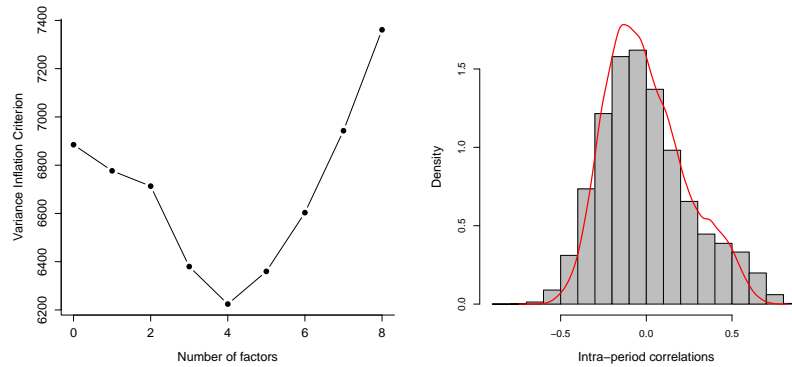 7400
7200
7000
6800
6600
6400
6200
Variance Inflation Criterion
0 2 4 6 8
Number of factors
1.5
1.0
0.5
0.0
Density
−0.5 0.0 0.5
Intra−period correlations